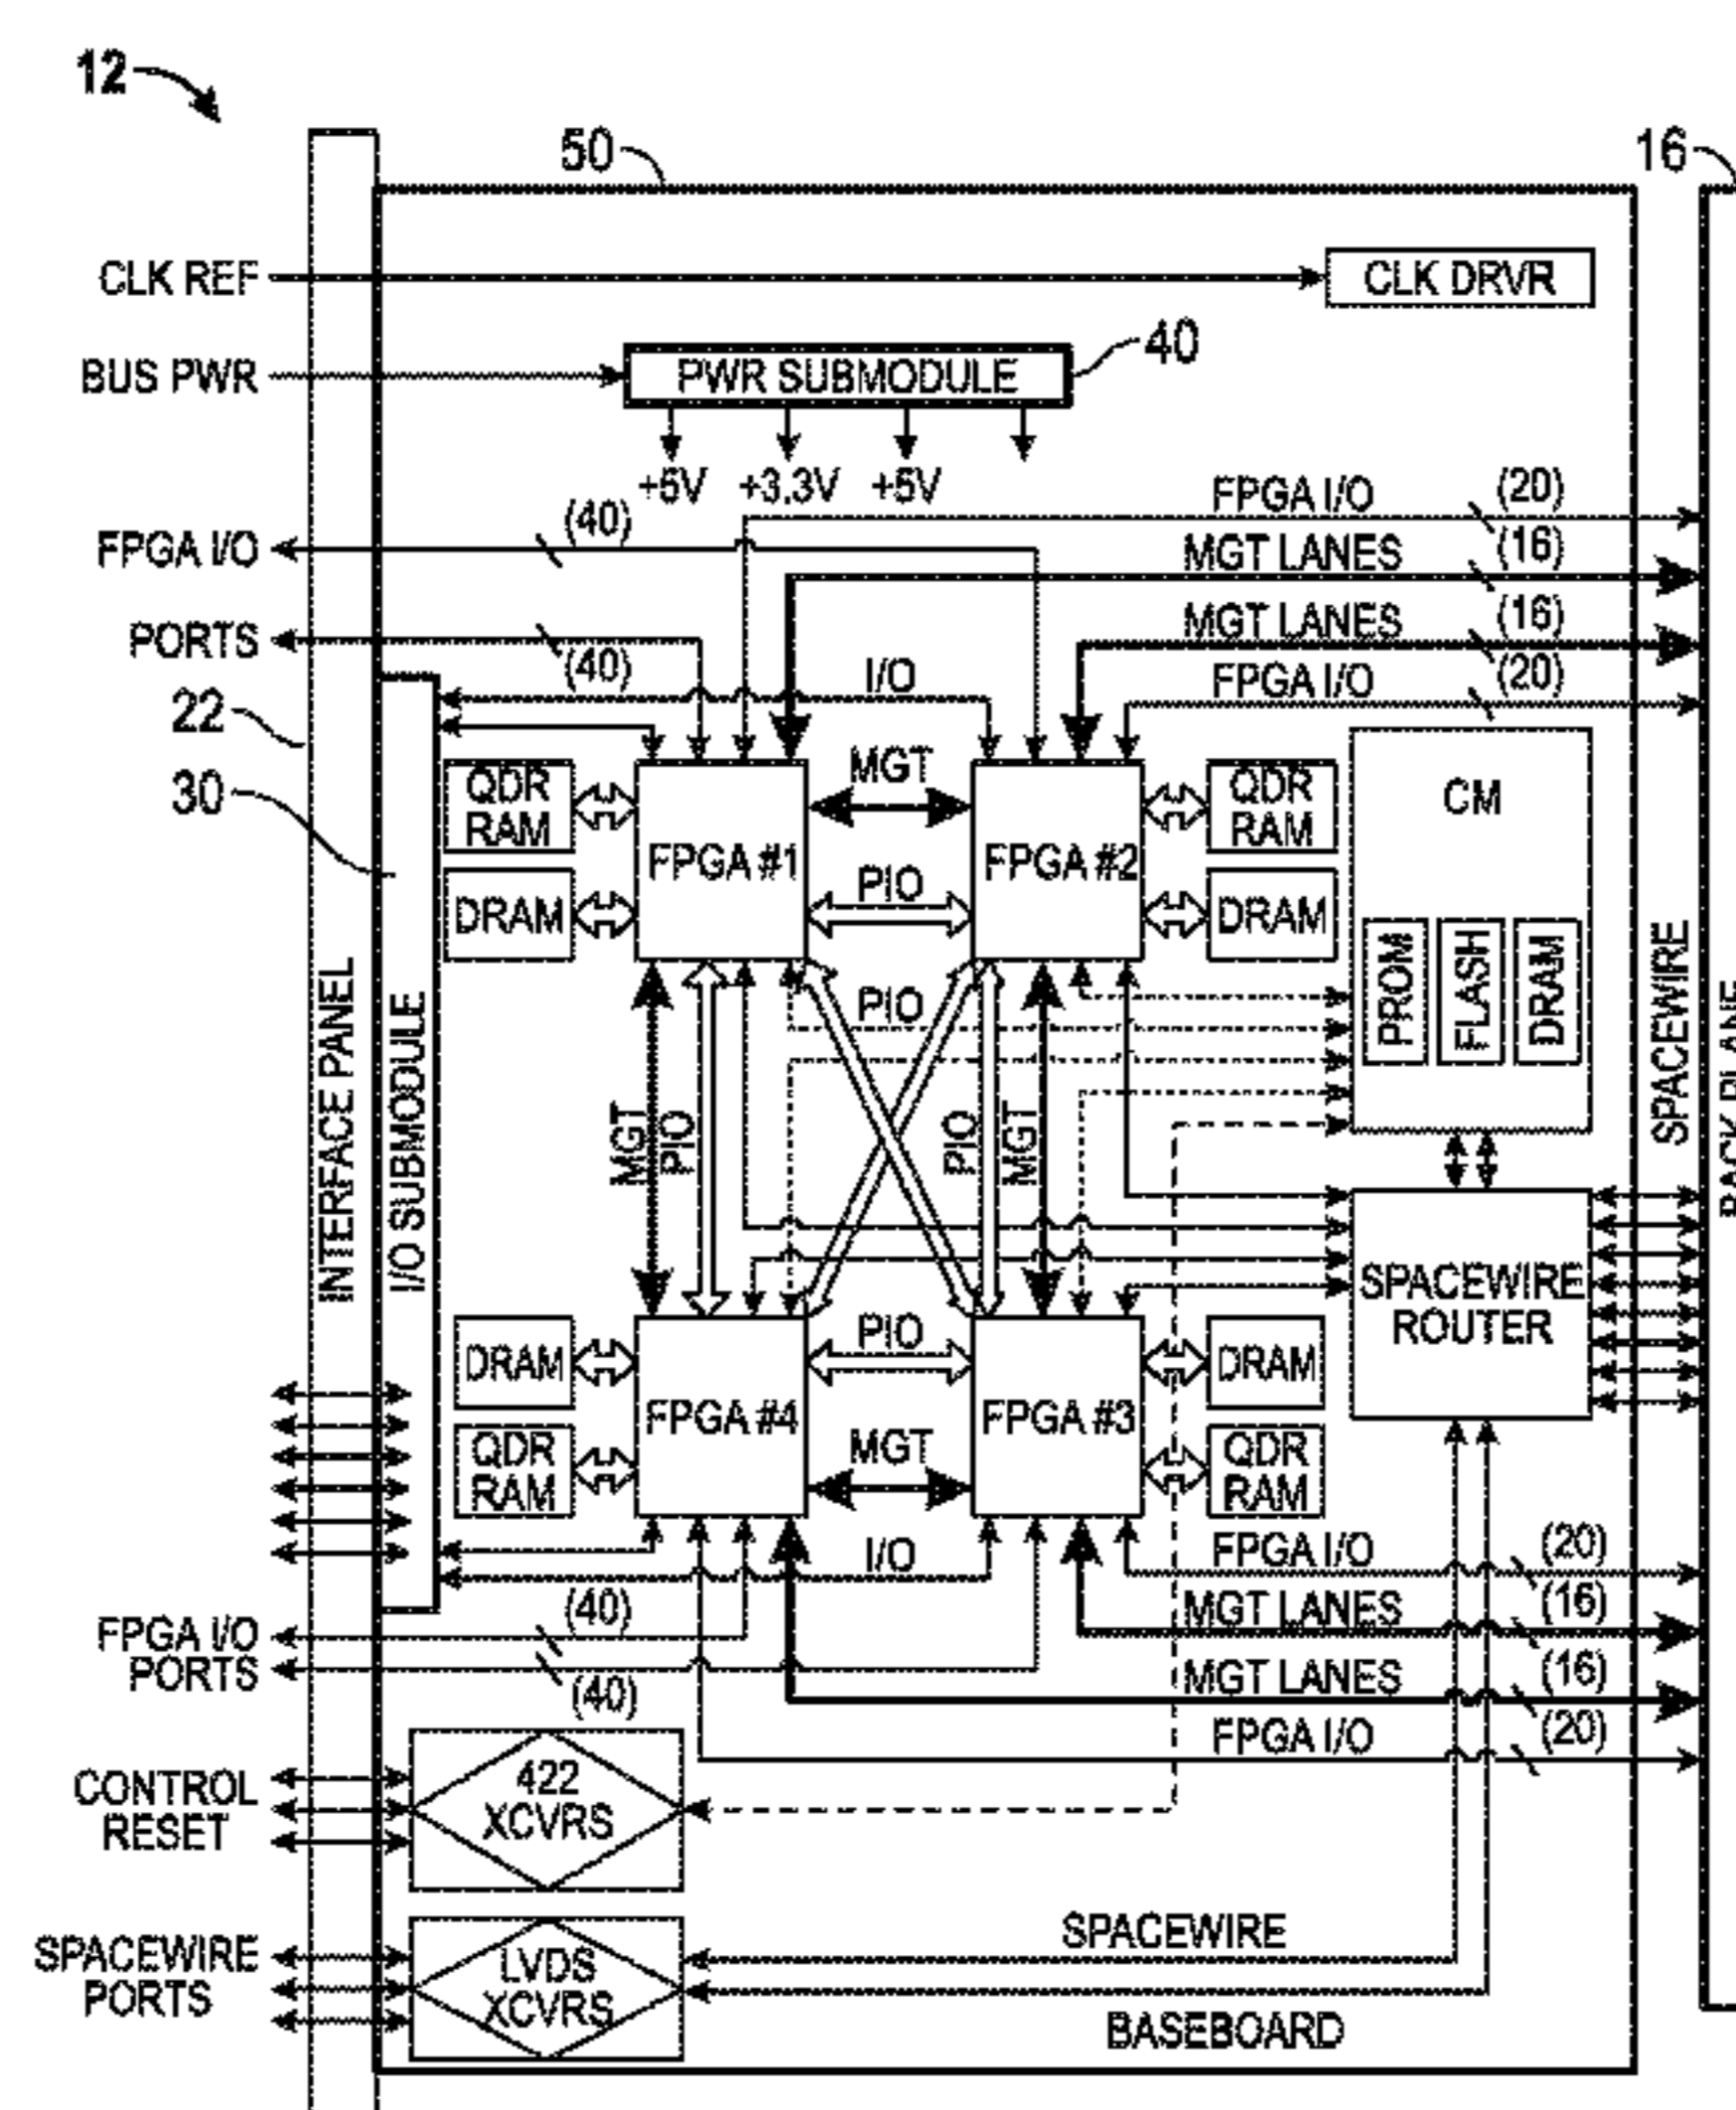 12
50
16
CLK REF
CLK DRVR
BUS PWR
PWR SUBMODULE
40
+5V
+3.3V
+5V
FPGA I/O
(20)
FPGA I/O
(40)
MGT LANES
(16)
PORTS
(40)
MGT LANES
(16)
I/O
FPGA I/O
(20)
22
30
QDR
RAM
FPGA #1
MGT
FPGA #2
QDR
RAM
CM
DRAM
PIO
DRAM
PROM
FLASH
DRAM
SPACEWIRE
BACK PLANE
INTERFACE PANEL
I/O SUBMODULE
PIO
MGT
PIO
PIO
MGT
SPACEWIRE
ROUTER
DRAM
FPGA #4
PIO
FPGA #3
DRAM
QDR
RAM
MGT
QDR
RAM
I/O
FPGA I/O
(20)
FPGA I/O
PORTS
(40)
(40)
MGT LANES
(16)
MGT LANES
(16)
FPGA I/O
(20)
CONTROL
RESET
422
XCVRS
SPACEWIRE
PORTS
LVDS
XCVRS
SPACEWIRE
BASEBOARD